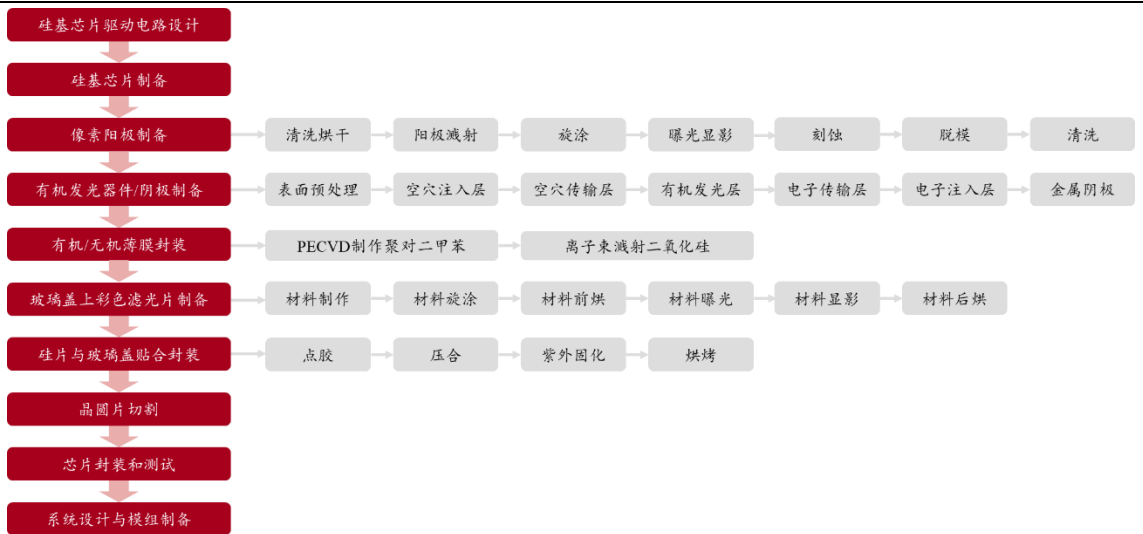 硅基芯片驱动电路设计
硅基芯片制备
像素阳极制备
清洗烘干
阳极溅射
旋涂
曝光显影
刻蚀
脱模
清洗
有机发光器件/阴极制备
表面预处理
空穴注入层
空穴传输层
有机发光层
电子传输层
电子注入层
金属阴极
有机/无机薄膜封装
PECVD制作聚对二甲苯
离子束溅射二氧化硅
玻璃盖上彩色滤光片制备
材料制作
材料旋涂
材料前烘
材料曝光
材料显影
材料后烘
硅片与玻璃盖贴合封装
点胶
压合
紫外固化
烘烤
晶圆片切割
芯片封装和测试
系统设计与模组制备